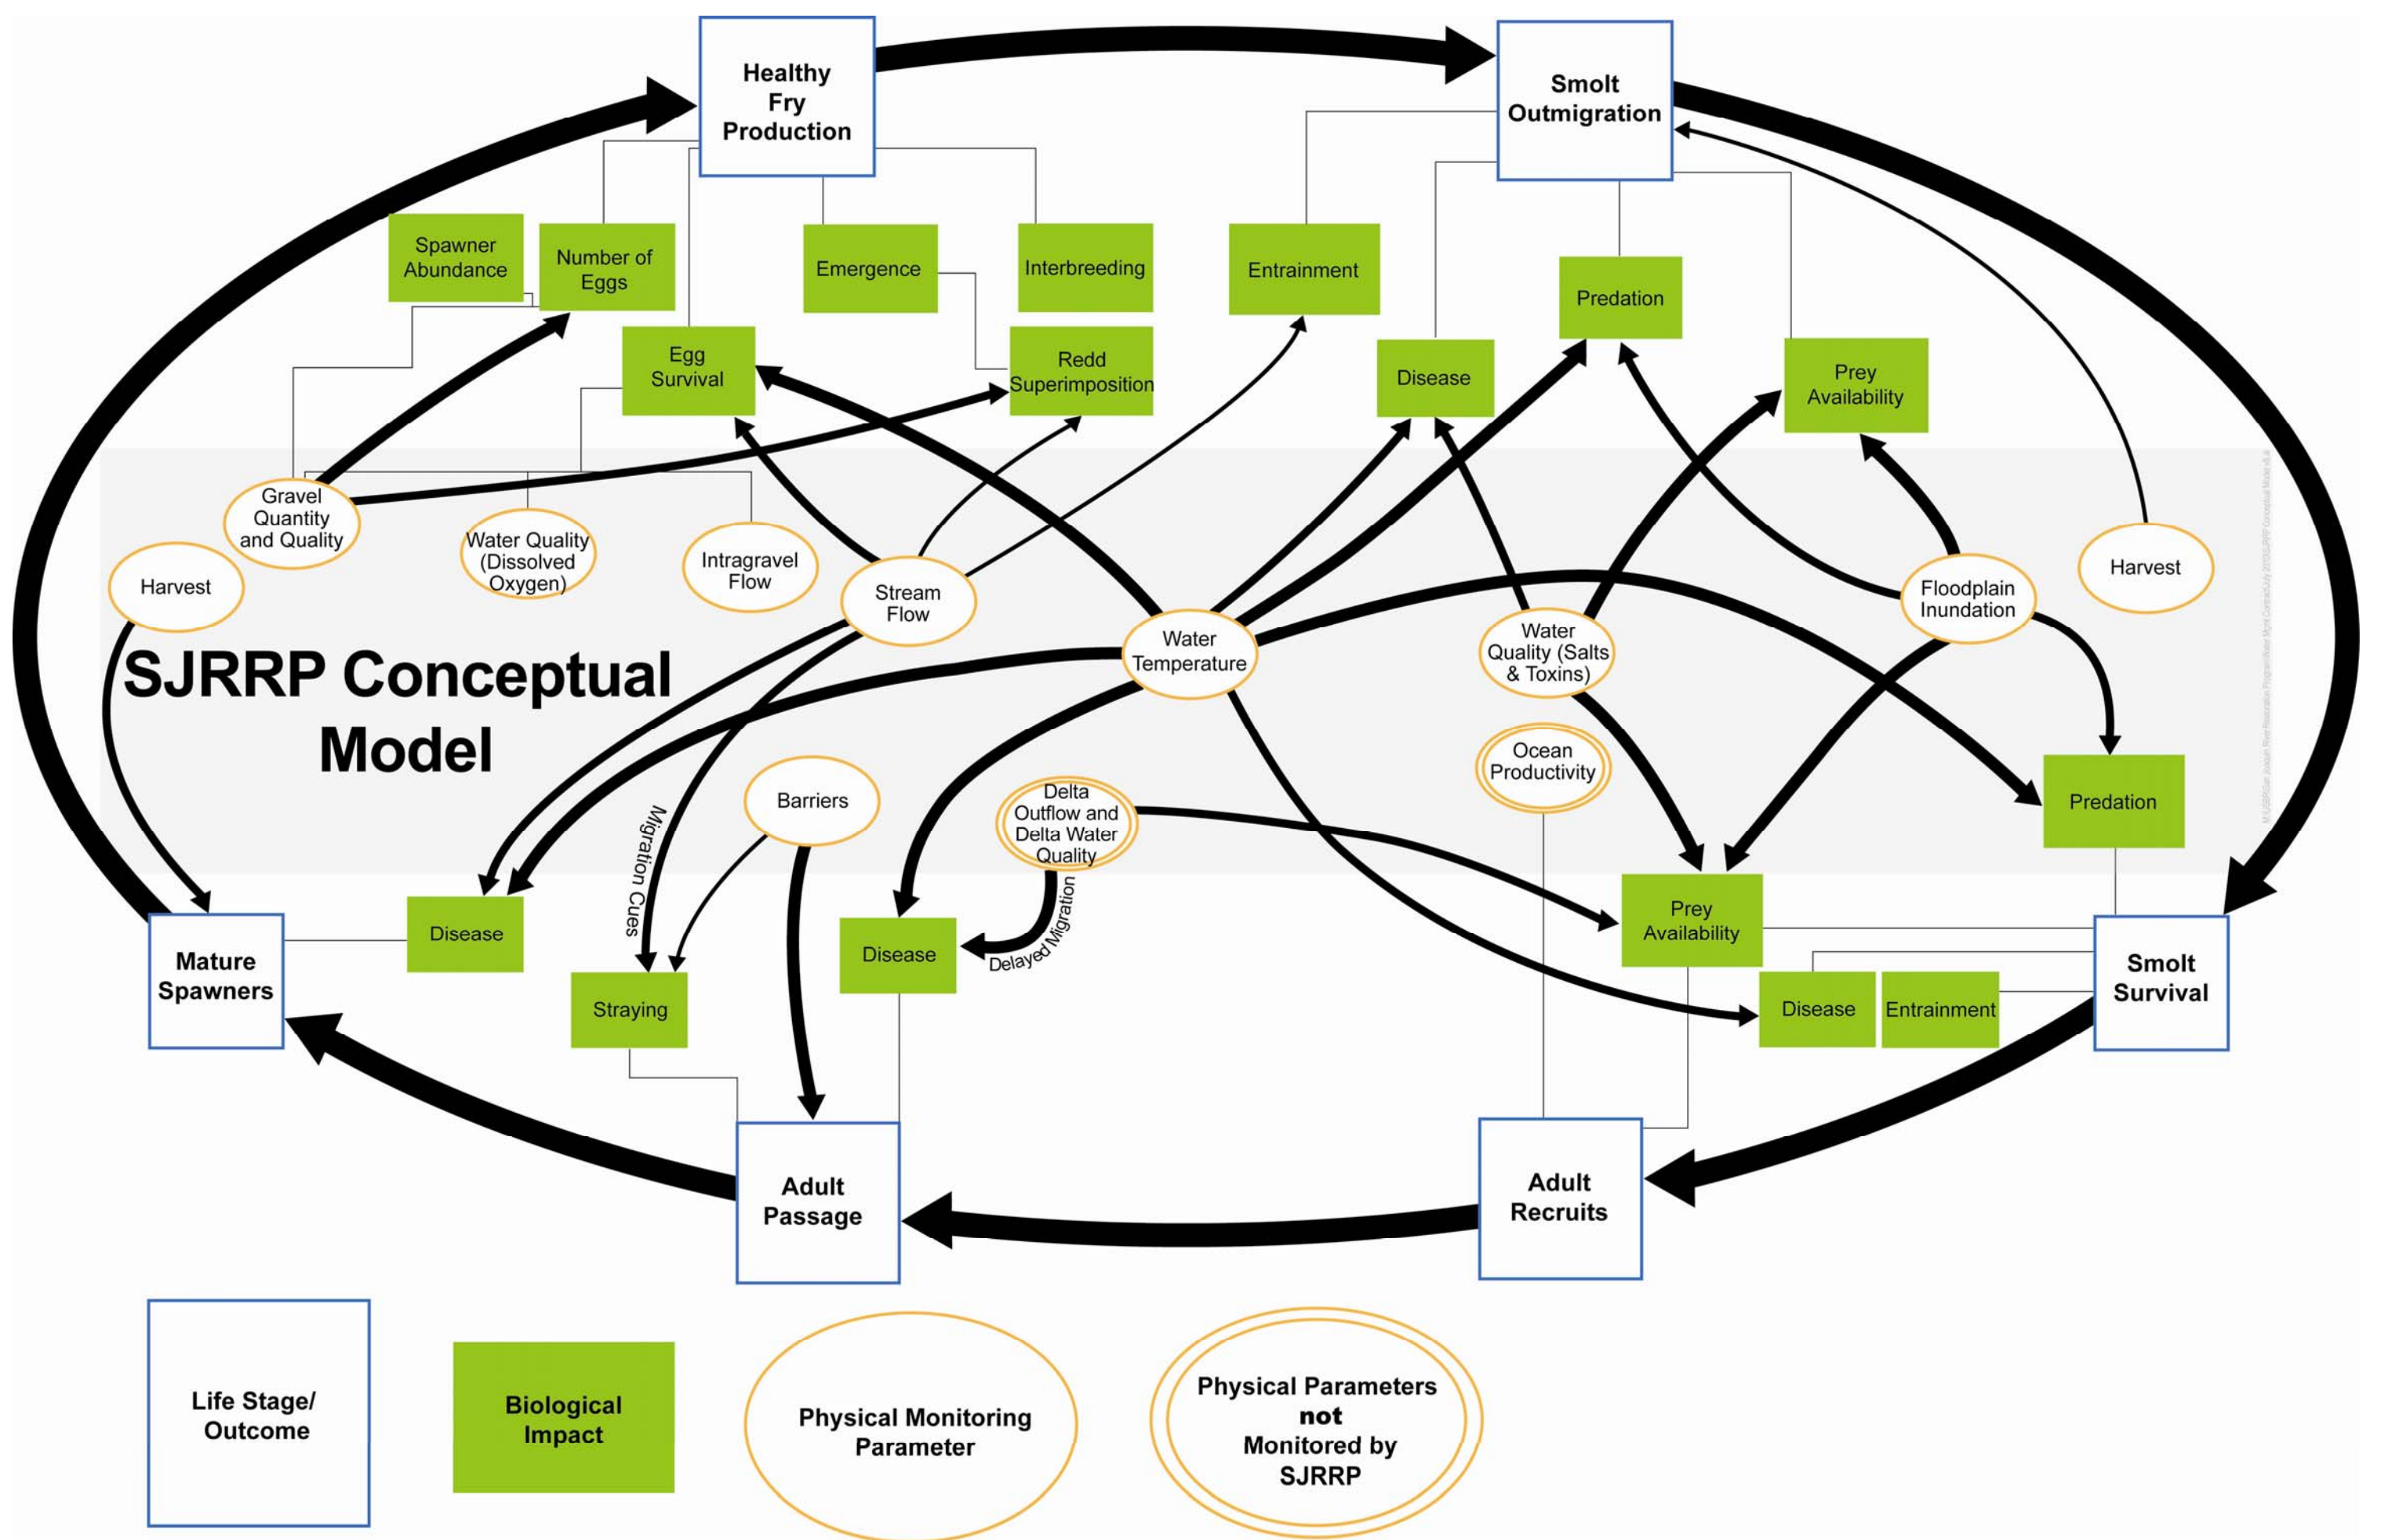 Healthy
Fry
Production
Smolt
Outmigration
Spawner
Abundance
Number of
Eggs
Emergence
Interbreeding
Entrainment
Predation
Egg
Survival
Redd
Superimposition
Disease
Prey
Availability
Gravel
Quantity
and Quality
Water Quality
(Dissolved
Oxygen)
Intragravel
Flow
Harvest
Stream
Flow
Floodplain
Inundation
Harvest
SJRRP Conceptual
Model
Water
Temperature
Water
Quality (Salts
& Toxins)
Ocean
Productivity
Barriers
Delta
Outflow and
Delta Water
Quality
Predation
Migration Cues
Delayed Migration
Disease
Disease
Straying
Prey
Availability
Disease
Entrainment
Mature
Spawners
Smolt
Survival
Adult
Passage
Adult
Recruits
Life Stage/
Outcome
Biological
Impact
Physical Monitoring
Parameter
Physical Parameters
not
Monitored by
SJRRP